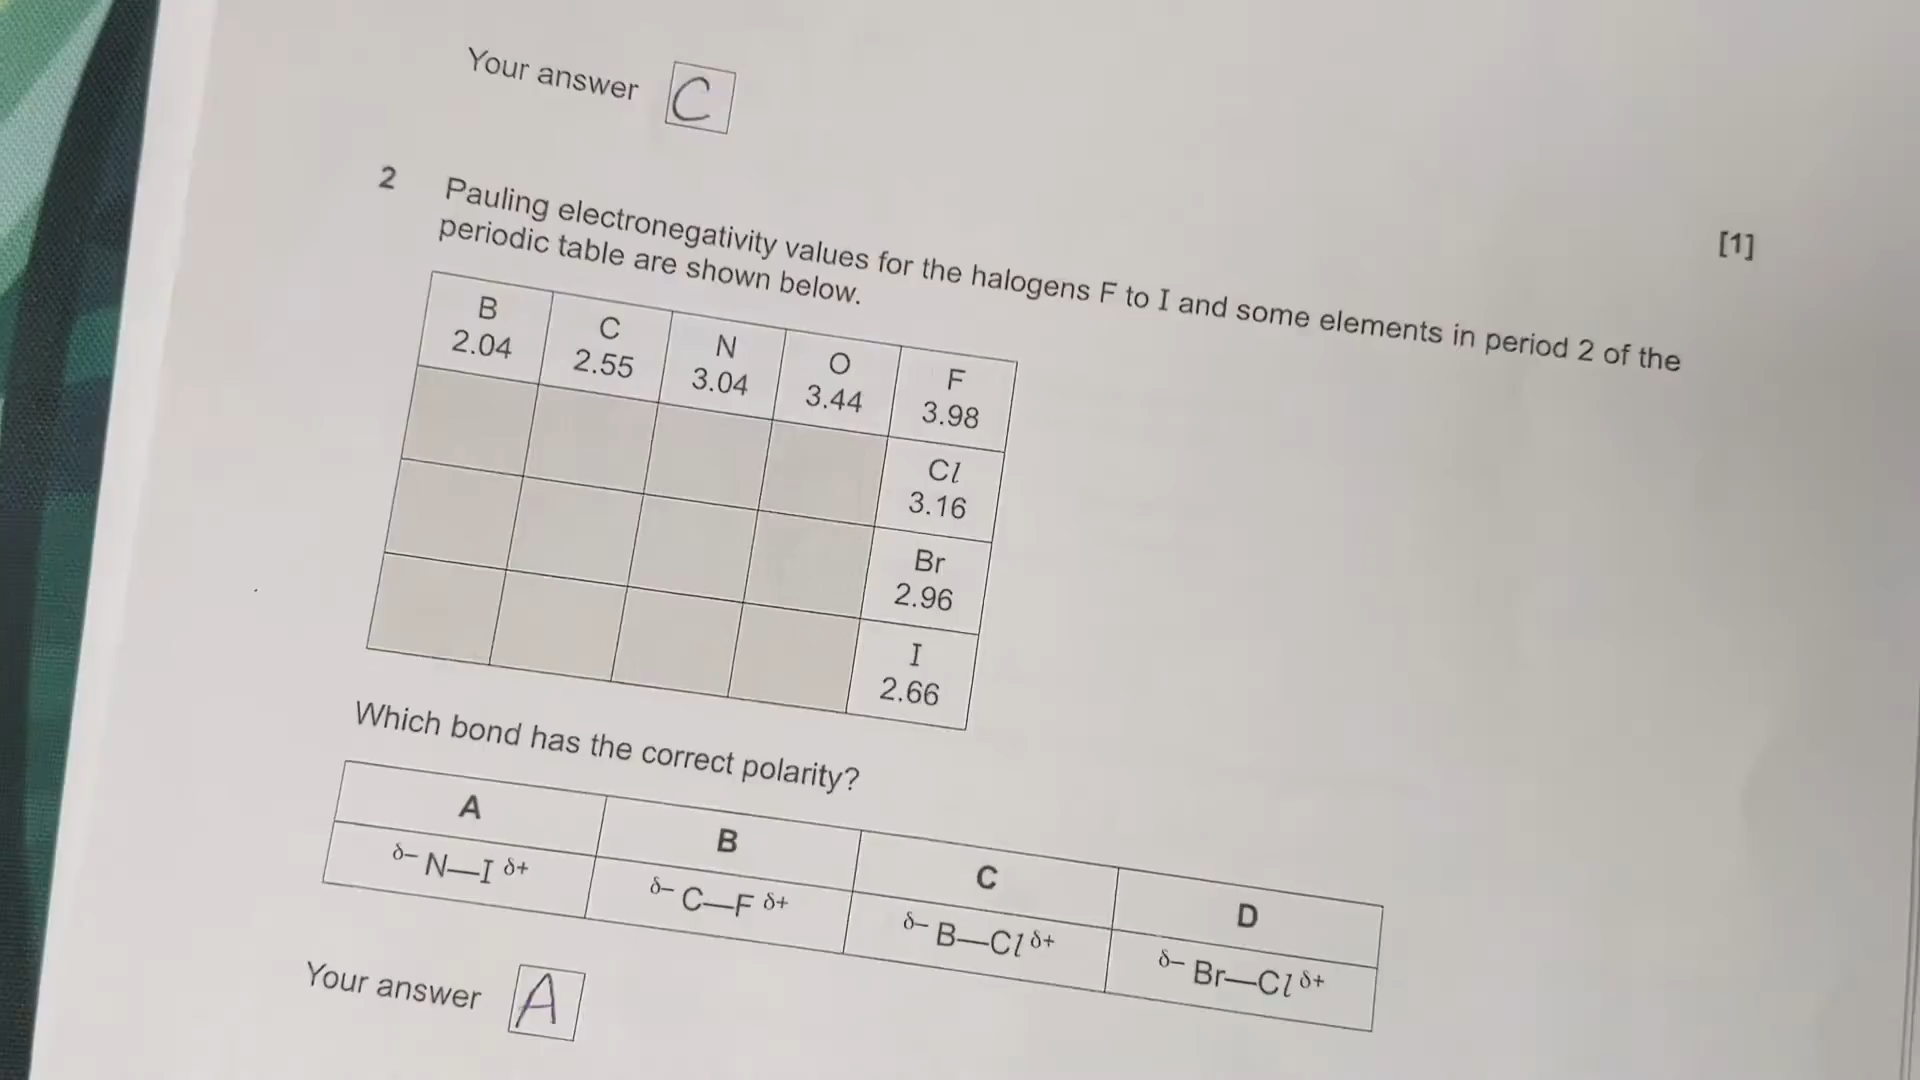 Your answer C
[1]
2 Pauling electronegativity values for the halogens F to I and some elements in period 2 of the
periodic table are shown below.
B C N O F
2.04 2.55 3.04 3.44 3.98
Cl
3.16
Br
2.96
I
2.66
Which bond has the correct polarity?
A B C D
δ– N—I δ+ δ– C—F δ+ δ– B—Cl δ+ δ– Br—Cl δ+
Your answer A